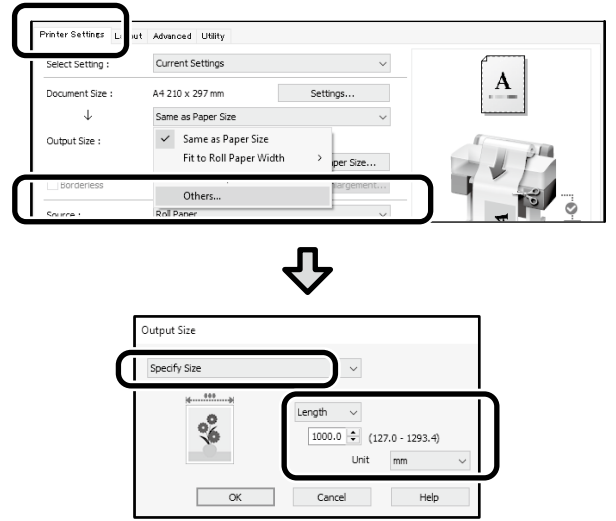 Printer Settings
Advanced
Utility
Select Setting :
Current Settings
Document Size :
A4 210 x 297 mm
Settings...
↓
Same as Paper Size
Output Size :
Same as Paper Size
Fit to Roll Paper Width
Size...
Borderless
Others...
Source :
Roll Paper
A
Output Size
Specify Size
Length
1000.0
(127.0 - 1293.4)
Unit
mm
OK
Cancel
Help